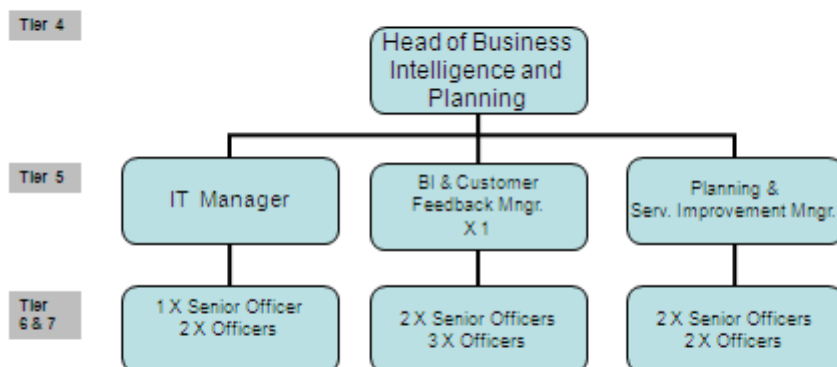 Tier 4
Head of Business
Intelligence and
Planning
Tier 5
IT Manager
BI & Customer
Feedback Mngr.
X 1
Planning &
Serv. Improvement Mngr.
Tier
6 & 7
1 X Senior Officer
2 X Officers
2 X Senior Officers
3 X Officers
2 X Senior Officers
2 X Officers